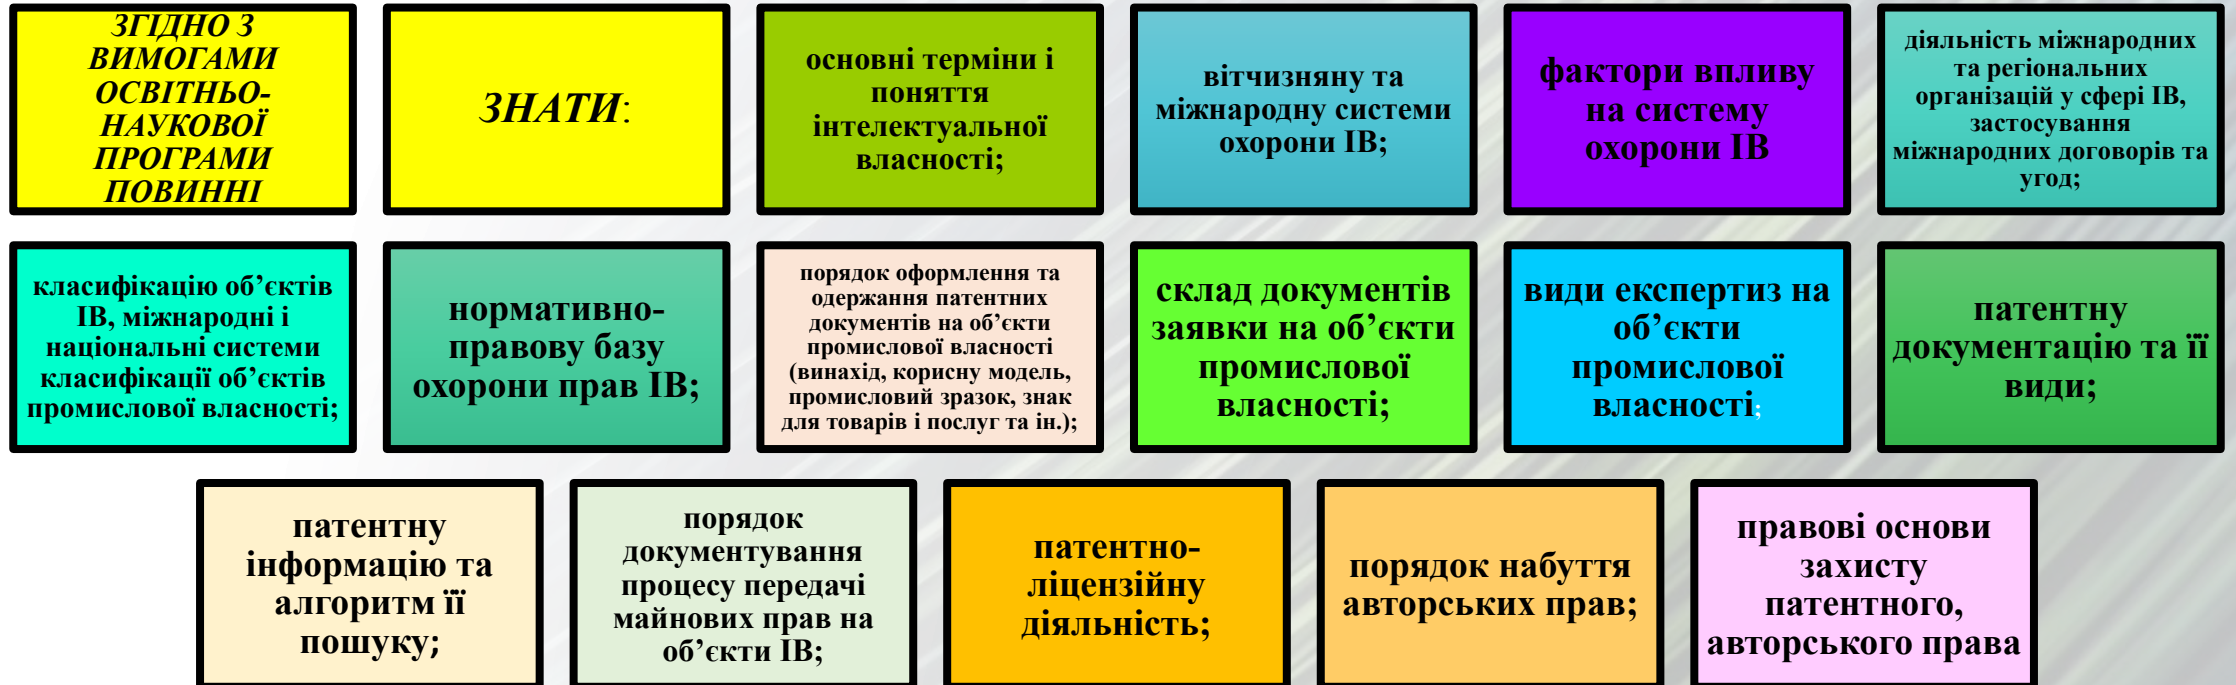 ЗГІДНО З
ВИМОГАМИ
ОСВІТНЬО-
НАУКОВОЇ
ПРОГРАМИ
ПОВИННІ
ЗНАТИ:
основні терміни і
поняття
інтелектуальної
власності;
вітчизняну та
міжнародну системи
охорони ІВ;
фактори впливу
на систему
охорони ІВ
діяльність міжнародних
та регіональних
організацій у сфері ІВ,
застосування
міжнародних договорів та
угод;
класифікацію об’єктів
ІВ, міжнародні і
національні системи
класифікації об’єктів
промислової власності;
нормативно-
правову базу
охорони прав ІВ;
порядок оформлення та
одержання патентних
документів на об’єкти
промислової власності
(винахід, корисну модель,
промисловий зразок, знак
для товарів і послуг та ін.);
склад документів
заявки на об’єкти
промислової
власності;
види експертиз на
об’єкти
промислової
власності;
патентну
документацію та її
види;
патентну
інформацію та
алгоритм її
пошуку;
порядок
документування
процесу передачі
майнових прав на
об’єкти ІВ;
патентно-
ліцензійну
діяльність;
порядок набуття
авторських прав;
правові основи
захисту
патентного,
авторського права